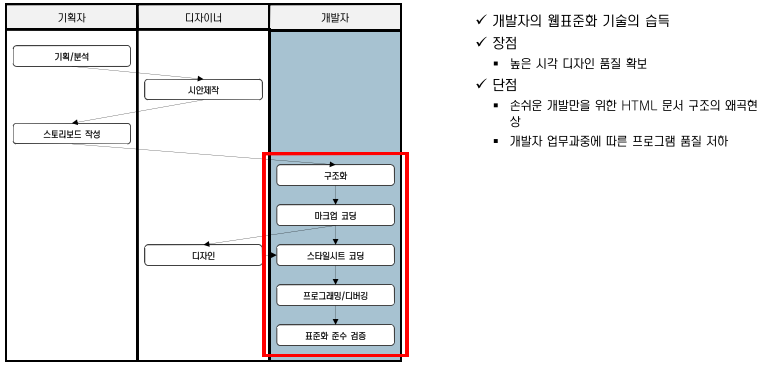 기획자
디자이너
개발자
기획/분석
시안제작
스토리보드 작성
구조화
마크업 코딩
디자인
스타일시트 코딩
프로그래밍/디버깅
표준화 준수 검증
✓ 개발자의 웹표준화 기술의 습득
✓ 장점
▪ 높은 시각 디자인 품질 확보
✓ 단점
▪ 손쉬운 개발만을 위한 HTML 문서 구조의 왜곡현
상
▪ 개발자 업무과중에 따른 프로그램 품질 저하